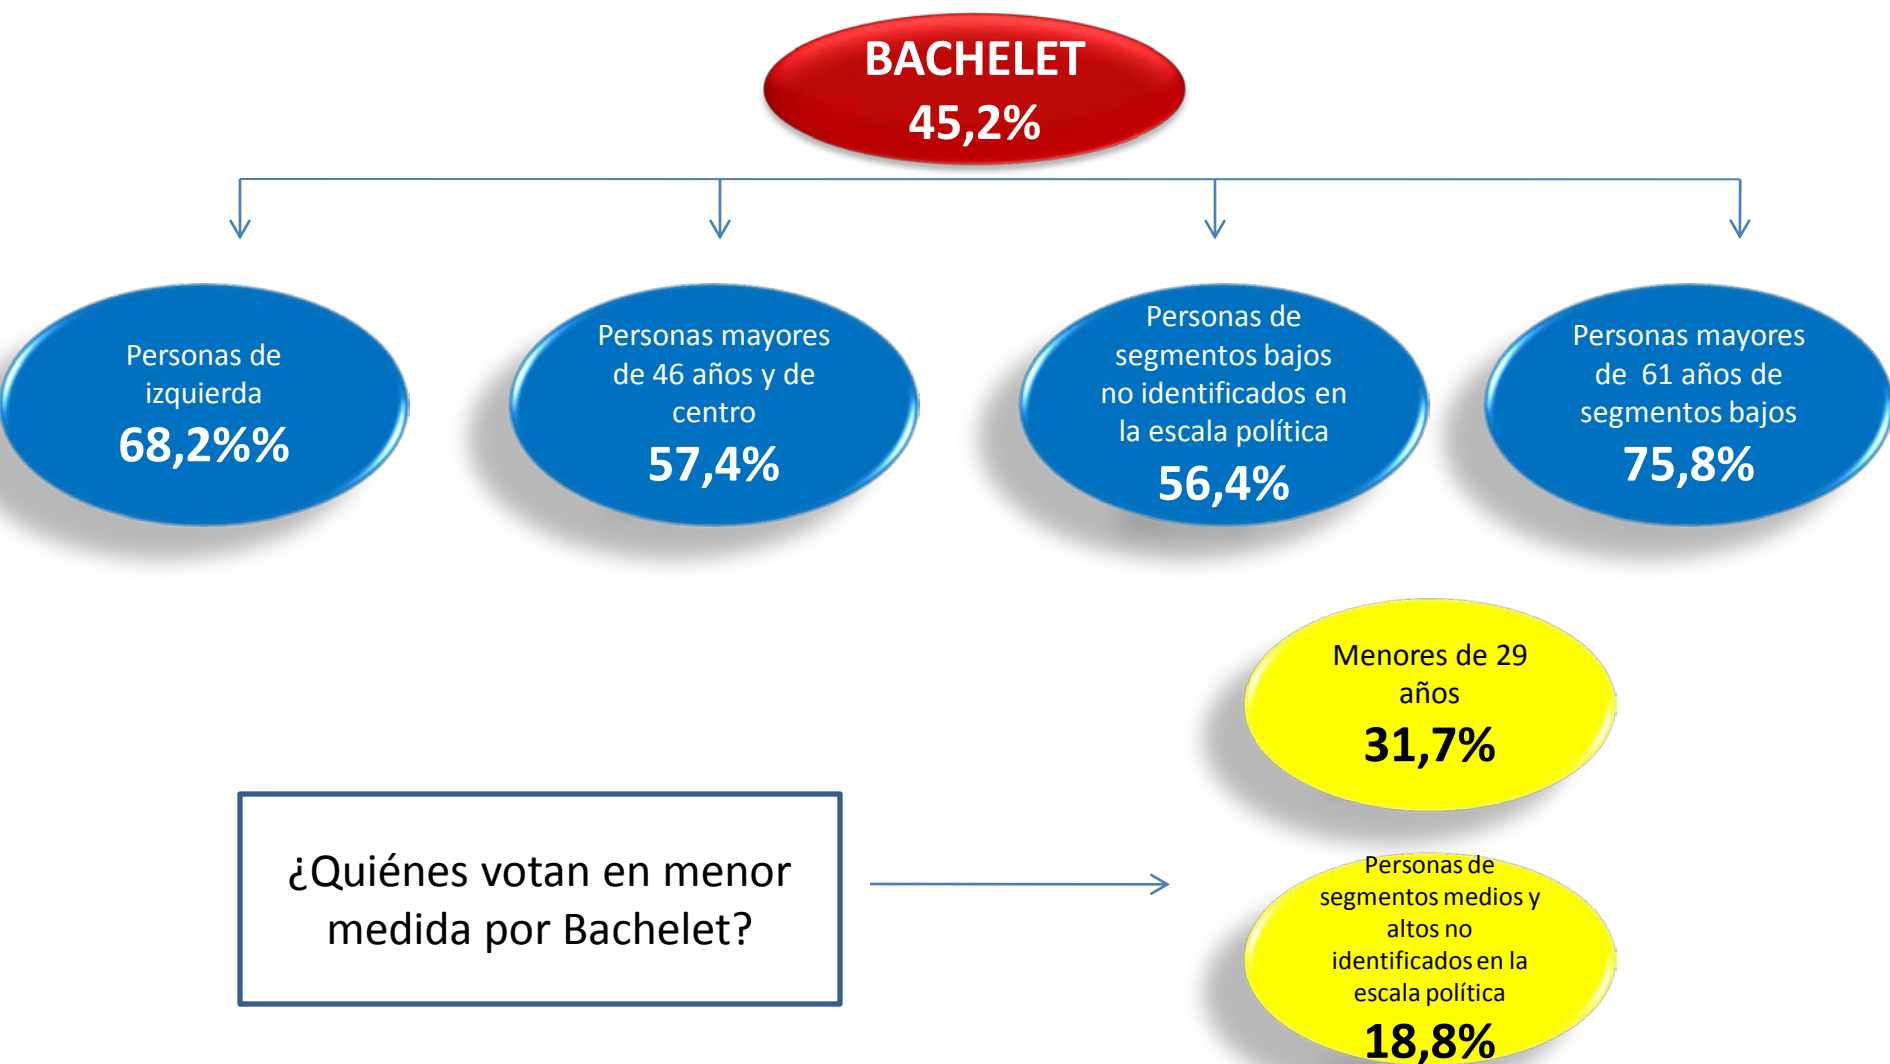 BACHELET
45,2%
Personas de
izquierda
68,2%%
Personas mayores
de 46 años y de
centro
57,4%
Personas de
segmentos bajos
no identificados en
la escala política
56,4%
Personas mayores
de 61 años de
segmentos bajos
75,8%
Menores de 29
años
31,7%
¿Quiénes votan en menor
medida por Bachelet?
Personas de
segmentos medios y
altos no
identificados en la
escala política
18,8%